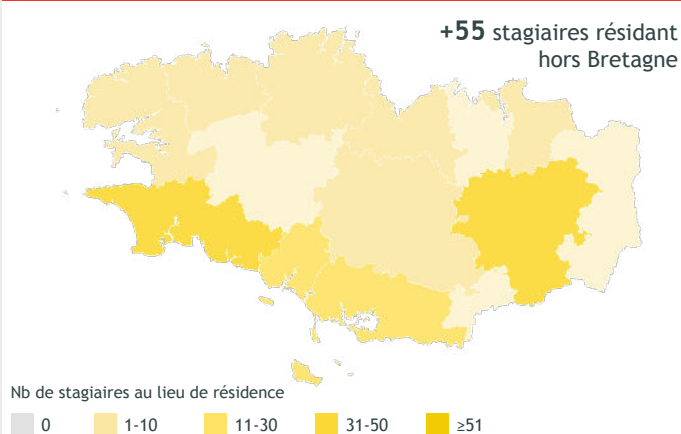 +55 stagiaires résidant
hors Bretagne
Nb de stagiaires au lieu de résidence
0 1-10 11-30 31-50 ≥51